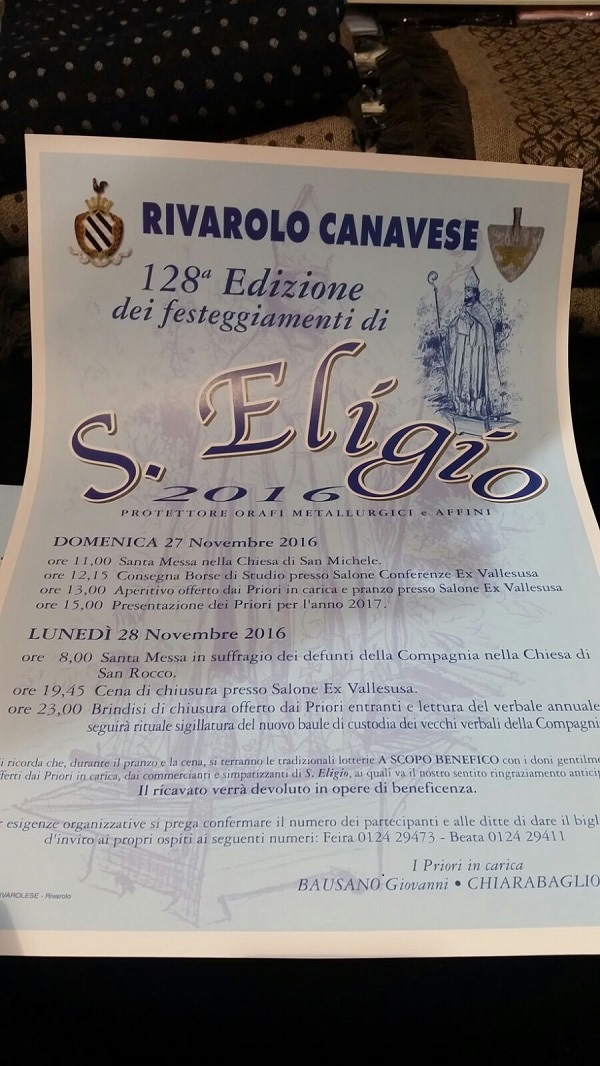 RIVAROLO CANAVESE
128ª Edizione
dei festeggiamenti di
S. Eligio
2016
PROTETTORE ORAFI METALLURGICI e AFFINI
DOMENICA 27 Novembre 2016
ore 11,00 Santa Messa nella Chiesa di San Michele.
ore 12,15 Consegna Borse di Studio presso Salone Conferenze Ex Vallesusa
ore 13,00 Aperitivo offerto dai Priori in carica e pranzo presso Salone Ex Vallesusa
ore 15,00 Presentazione dei Priori per l'anno 2017.
LUNEDÌ 28 Novembre 2016
ore 8,00 Santa Messa in suffragio dei defunti della Compagnia nella Chiesa di
San Rocco.
ore 19,45 Cena di chiusura presso Salone Ex Vallesusa.
ore 23,00 Brindisi di chiusura offerto dai Priori entranti e lettura del verbale annuale
seguirà rituale sigillatura del nuovo baule di custodia dei vecchi verbali della Compagni
i ricorda che, durante il pranzo e la cena, si terranno le tradizionali lotterie A SCOPO BENEFICO con i doni gentilme
fferti dai Priori in carica, dai commercianti e simpatizzanti di S. Eligio, ai quali va il nostro sentito ringraziamento anticip
Il ricavato verrà devoluto in opere di beneficenza.
r esigenze organizzative si prega confermare il numero dei partecipanti e alle ditte di dare il bigli
d'invito ai propri ospiti ai seguenti numeri: Feira 0124 29473 - Beata 0124 29411
I Priori in carica
BAUSANO Giovanni • CHIARABAGLIO
IVAROLESE - Rivarolo